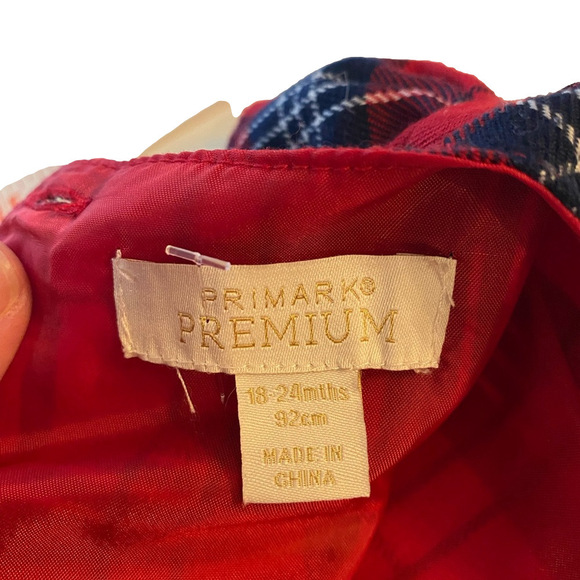 PRIMARK®
PREMIUM
18-24mths
92cm
MADE IN
CHINA